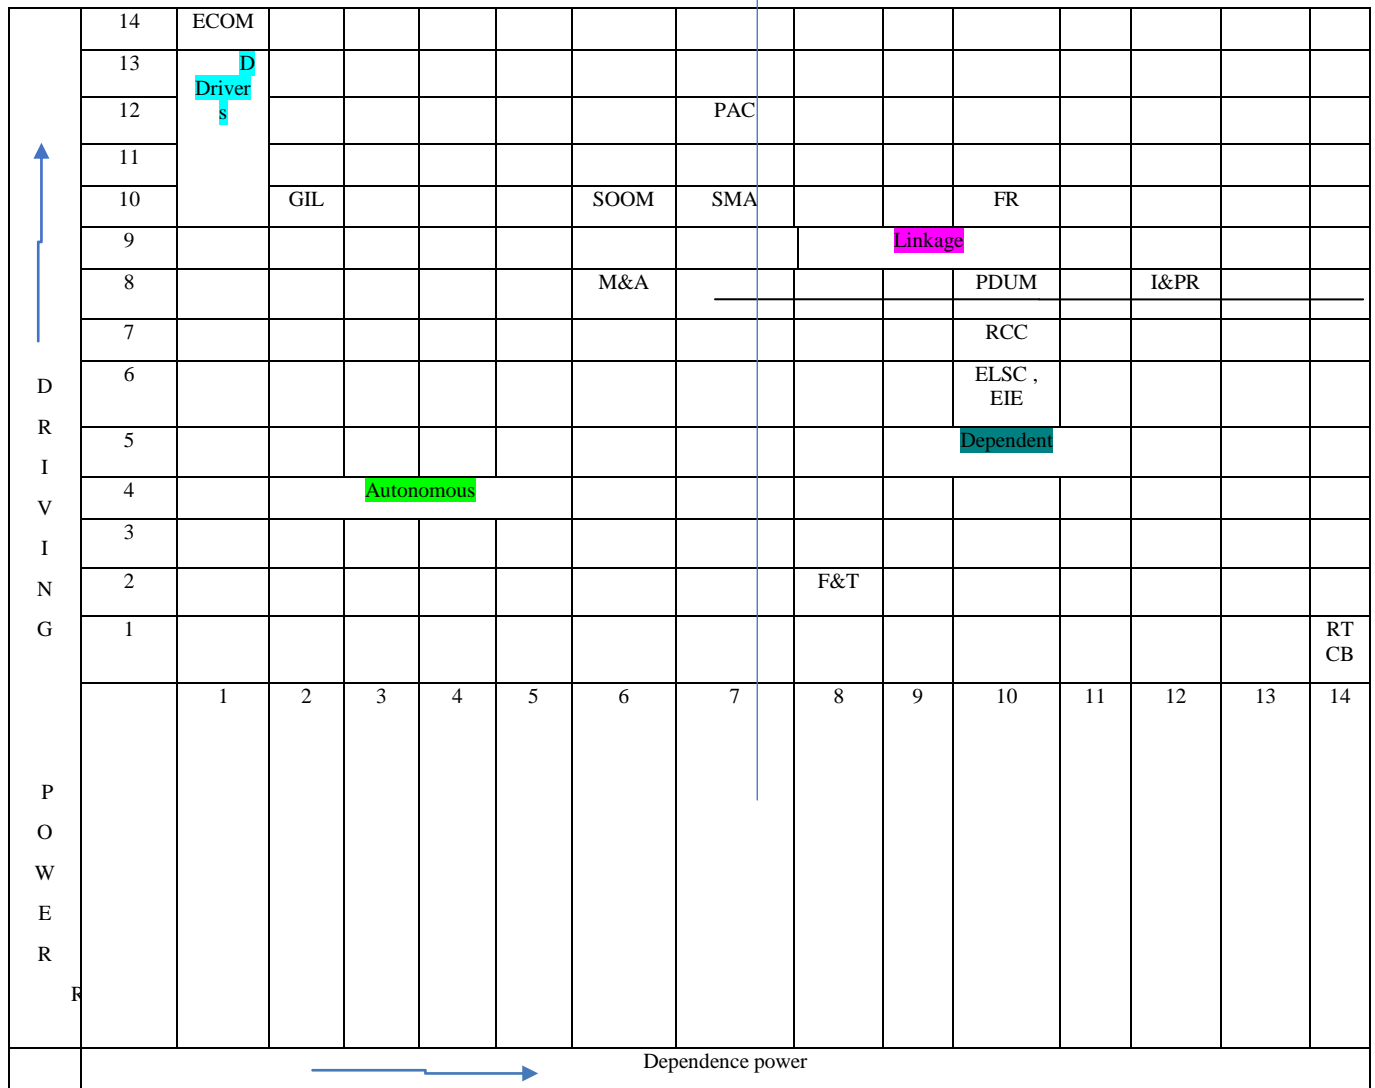 14 ECOM
13 D
Driver
12 s PAC
11
10 GIL SOOM SMA FR
9 Linkage
8 M&A PDUM I&PR
7 RCC
6 ELSC ,
EIE
5 Dependent
4 Autonomous
3
2 F&T
1 RT
CB
D
R
I
V
I
N
G
1 2 3 4 5 6 7 8 9 10 11 12 13 14
P
O
W
E
R
R
Dependence power